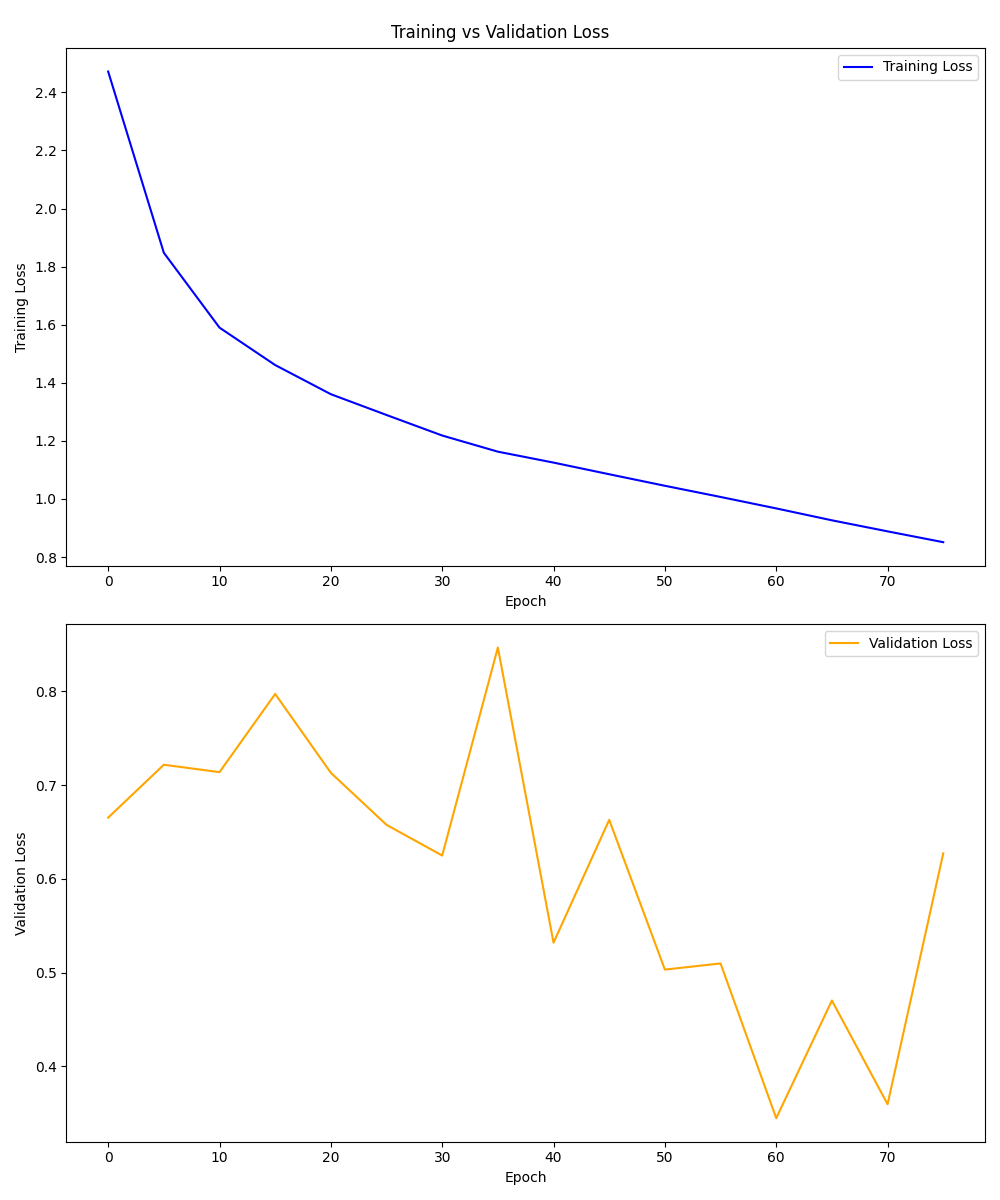 Training vs Validation Loss
Training Loss
2.4
2.2
2.0
1.8
1.6
1.4
1.2
1.0
0.8
Training Loss
0 10 20 30 40 50 60 70
Epoch
Validation Loss
0.8
0.7
0.6
0.5
0.4
Validation Loss
0 10 20 30 40 50 60 70
Epoch